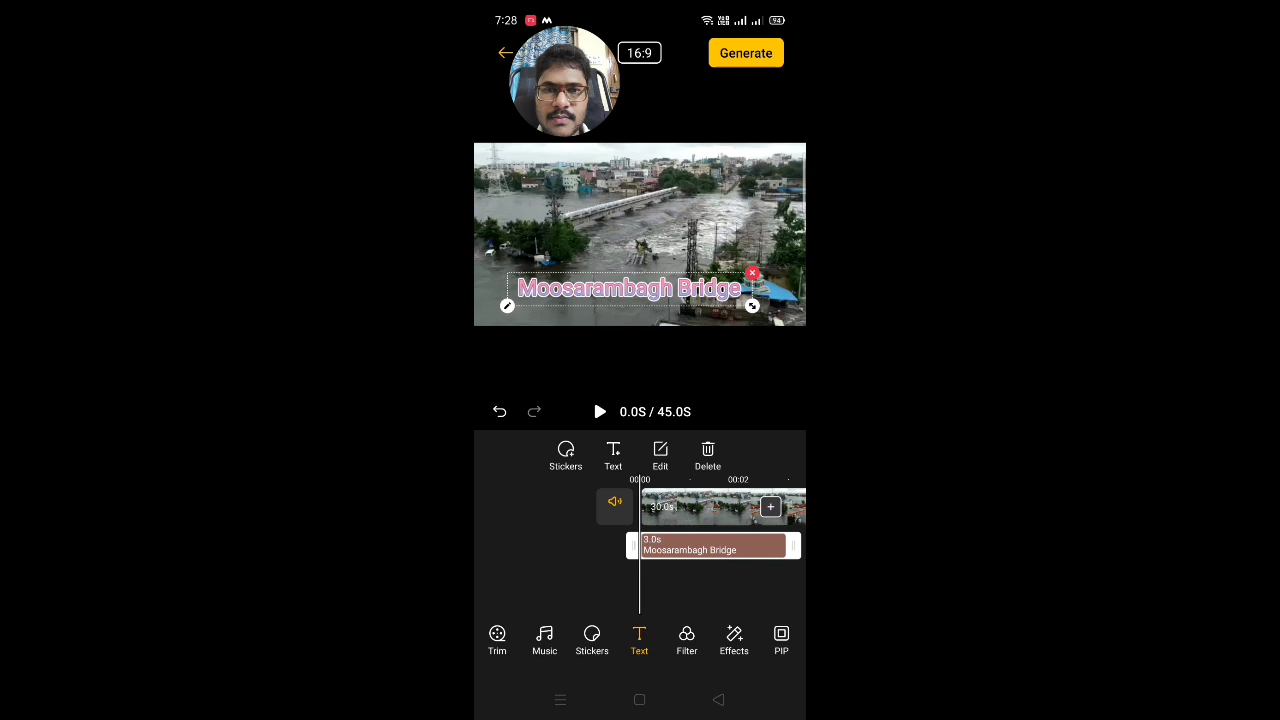 7:28
94
16:9
Generate
Moosarambagh Bridge
0.0S / 45.0S
Stickers
Text
Edit
Delete
00:00
00:02
30.0s
3.0s
Moosarambagh Bridge
Trim
Music
Stickers
Text
Filter
Effects
PIP